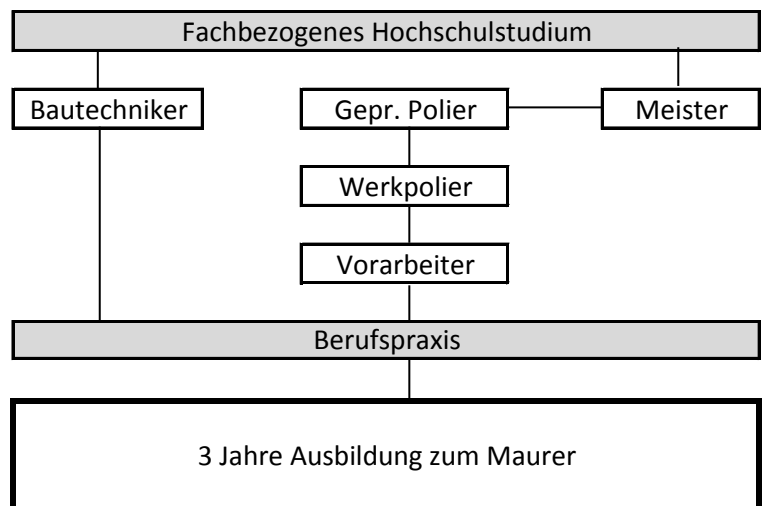 Fachbezogenes Hochschulstudium
Bautechniker
Gepr. Polier
Meister
Werkpolier
Vorarbeiter
Berufspraxis
3 Jahre Ausbildung zum Maurer